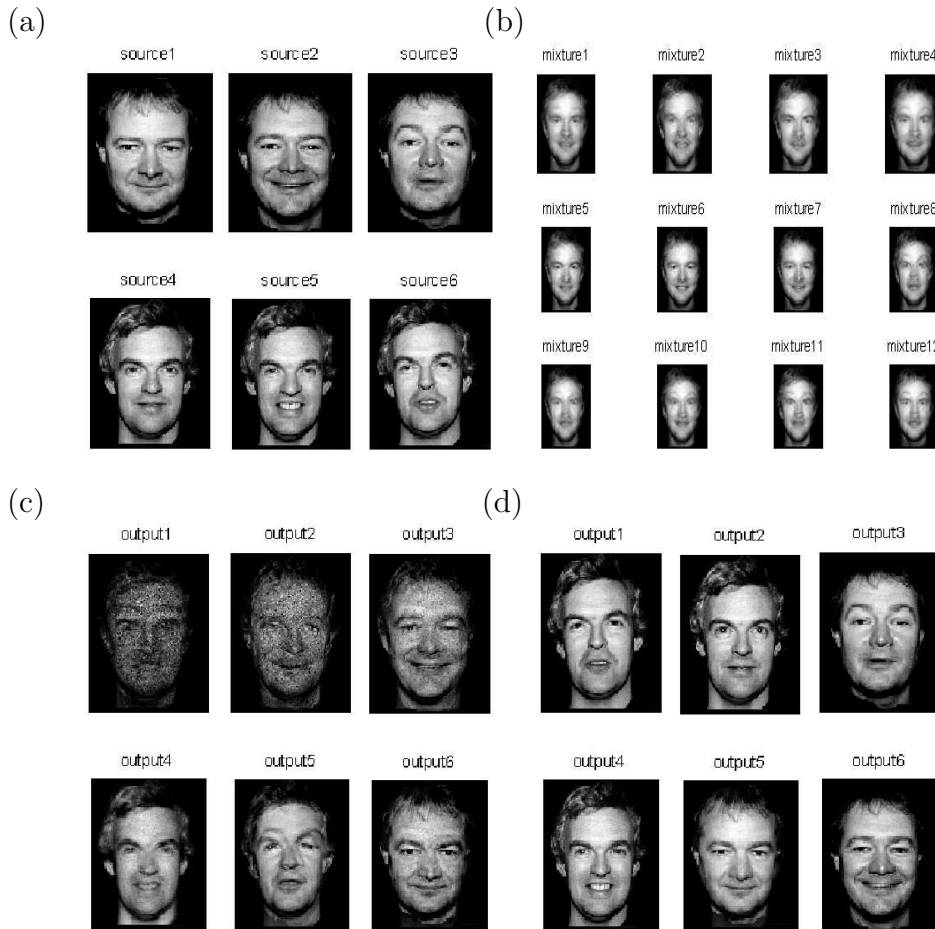 (a)
source1 source2 source3
source4 source5 source6
(b)
mixture1 mixture2 mixture3 mixture4
mixture5 mixture6 mixture7 mixture8
mixture9 mixture10 mixture11 mixture12
(c)
output1 output2 output3
output4 output5 output6
(d)
output1 output2 output3
output4 output5 output6